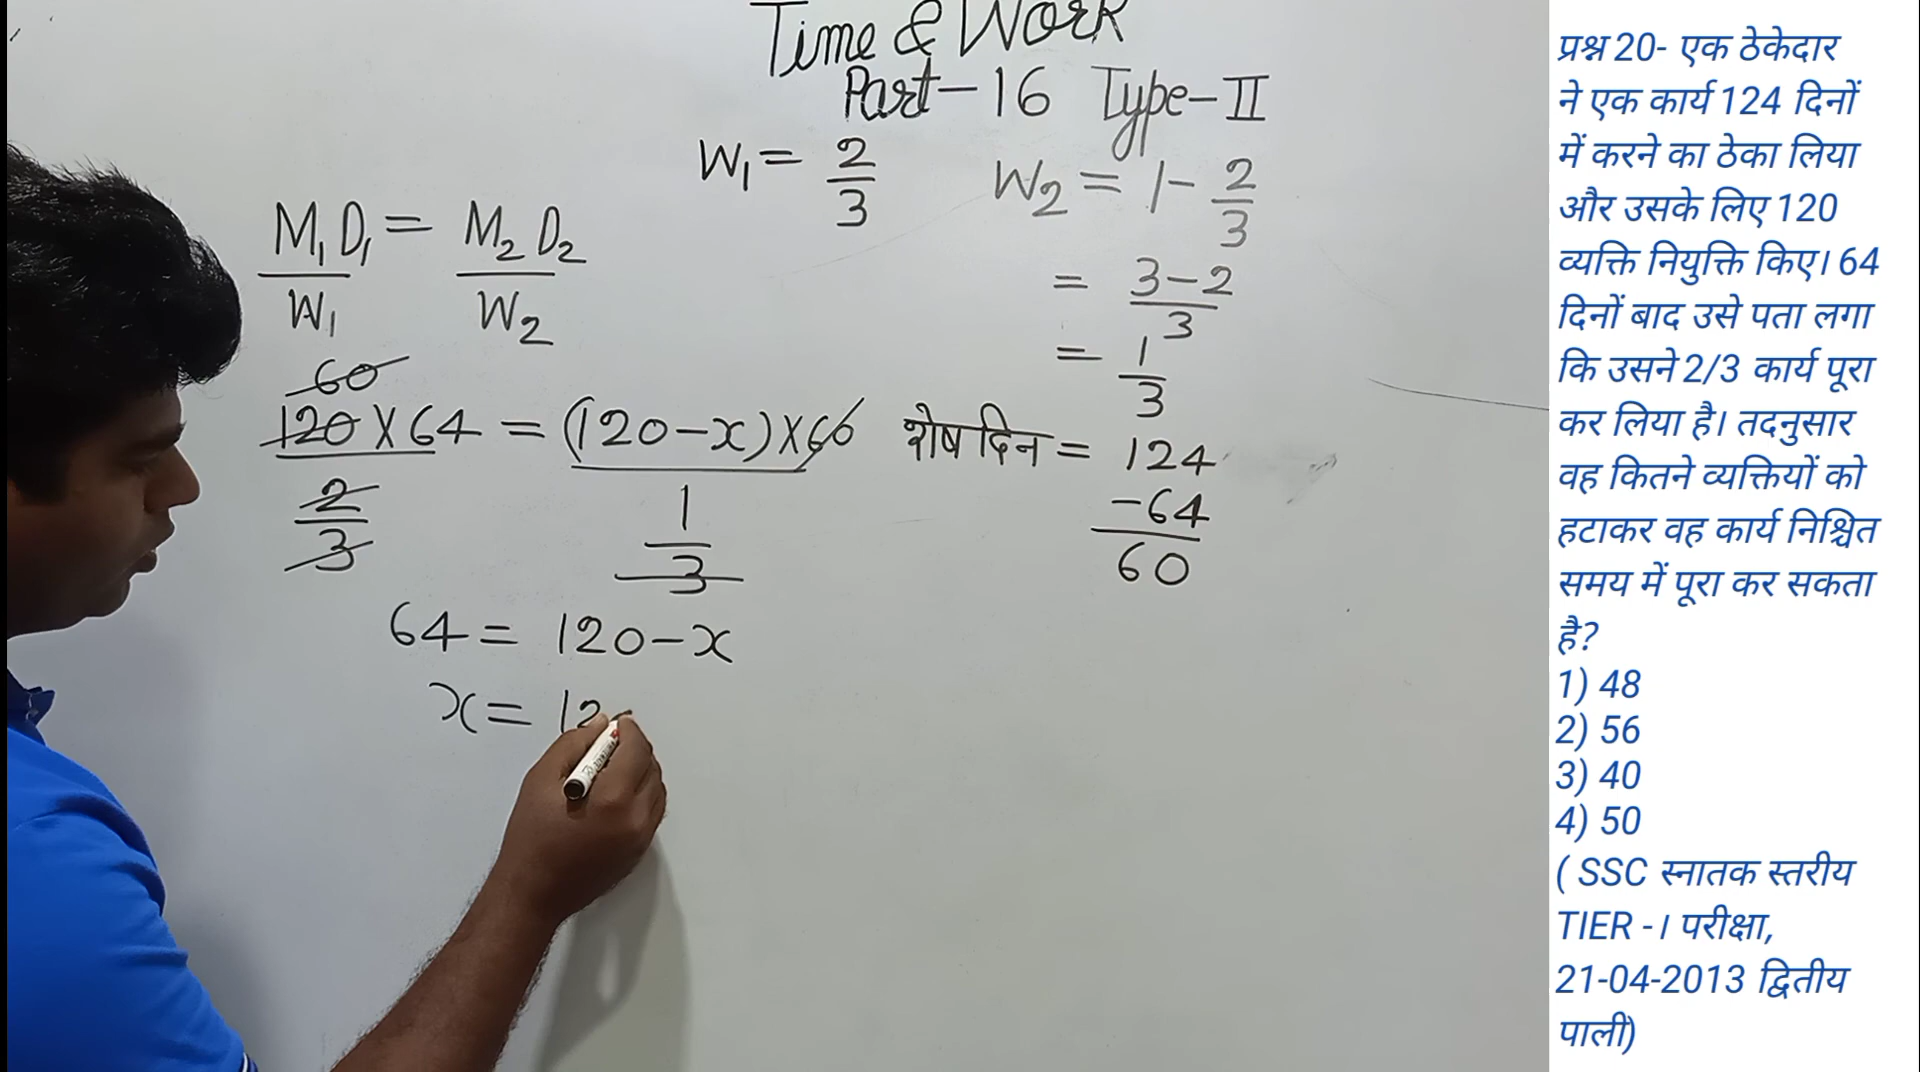 Time & Work
Part-16 Type-II
W₁ = 2/3
W₂ = 1 - 2/3
= 3-2/3
= 1/3
M₁D₁/W₁ = M₂D₂/W₂
60
120 X 64 / 2/3 = (120-x) X 60 / 1/3
शेष दिन = 124
-64
60
64 = 120-x
x = 12
प्रश्न 20- एक ठेकेदार
ने एक कार्य 124 दिनों
में करने का ठेका लिया
और उसके लिए 120
व्यक्ति नियुक्ति किए। 64
दिनों बाद उसे पता लगा
कि उसने 2/3 कार्य पूरा
कर लिया है। तदनुसार
वह कितने व्यक्तियों को
हटाकर वह कार्य निश्चित
समय में पूरा कर सकता
है?
1) 48
2) 56
3) 40
4) 50
( SSC स्नातक स्तरीय
TIER -। परीक्षा,
21-04-2013 द्वितीय
पाली)